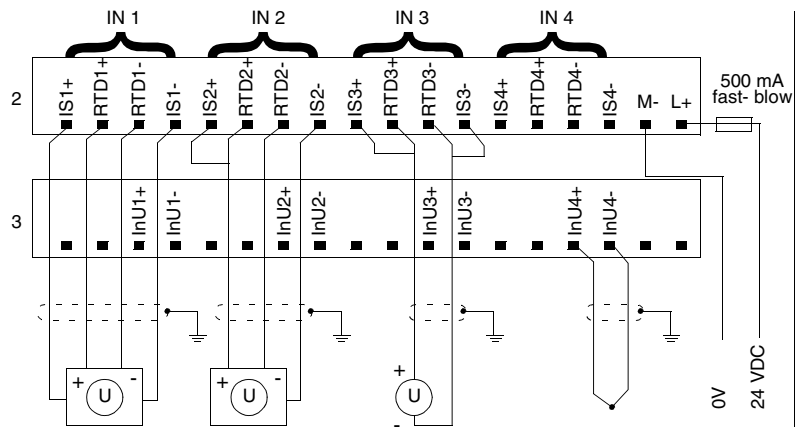 IN 1 IN 2 IN 3 IN 4
2 IS1+ RTD1+ RTD1- IS1- IS2+ RTD2+ RTD2- IS2- IS3+ RTD3+ RTD3- IS3- IS4+ RTD4+ RTD4- IS4- M- L+
500 mA
fast- blow
3 InU1+ InU1- InU2+ InU2- InU3+ InU3- InU4+ InU4-
+ U - + U - + U -
0V
24 VDC